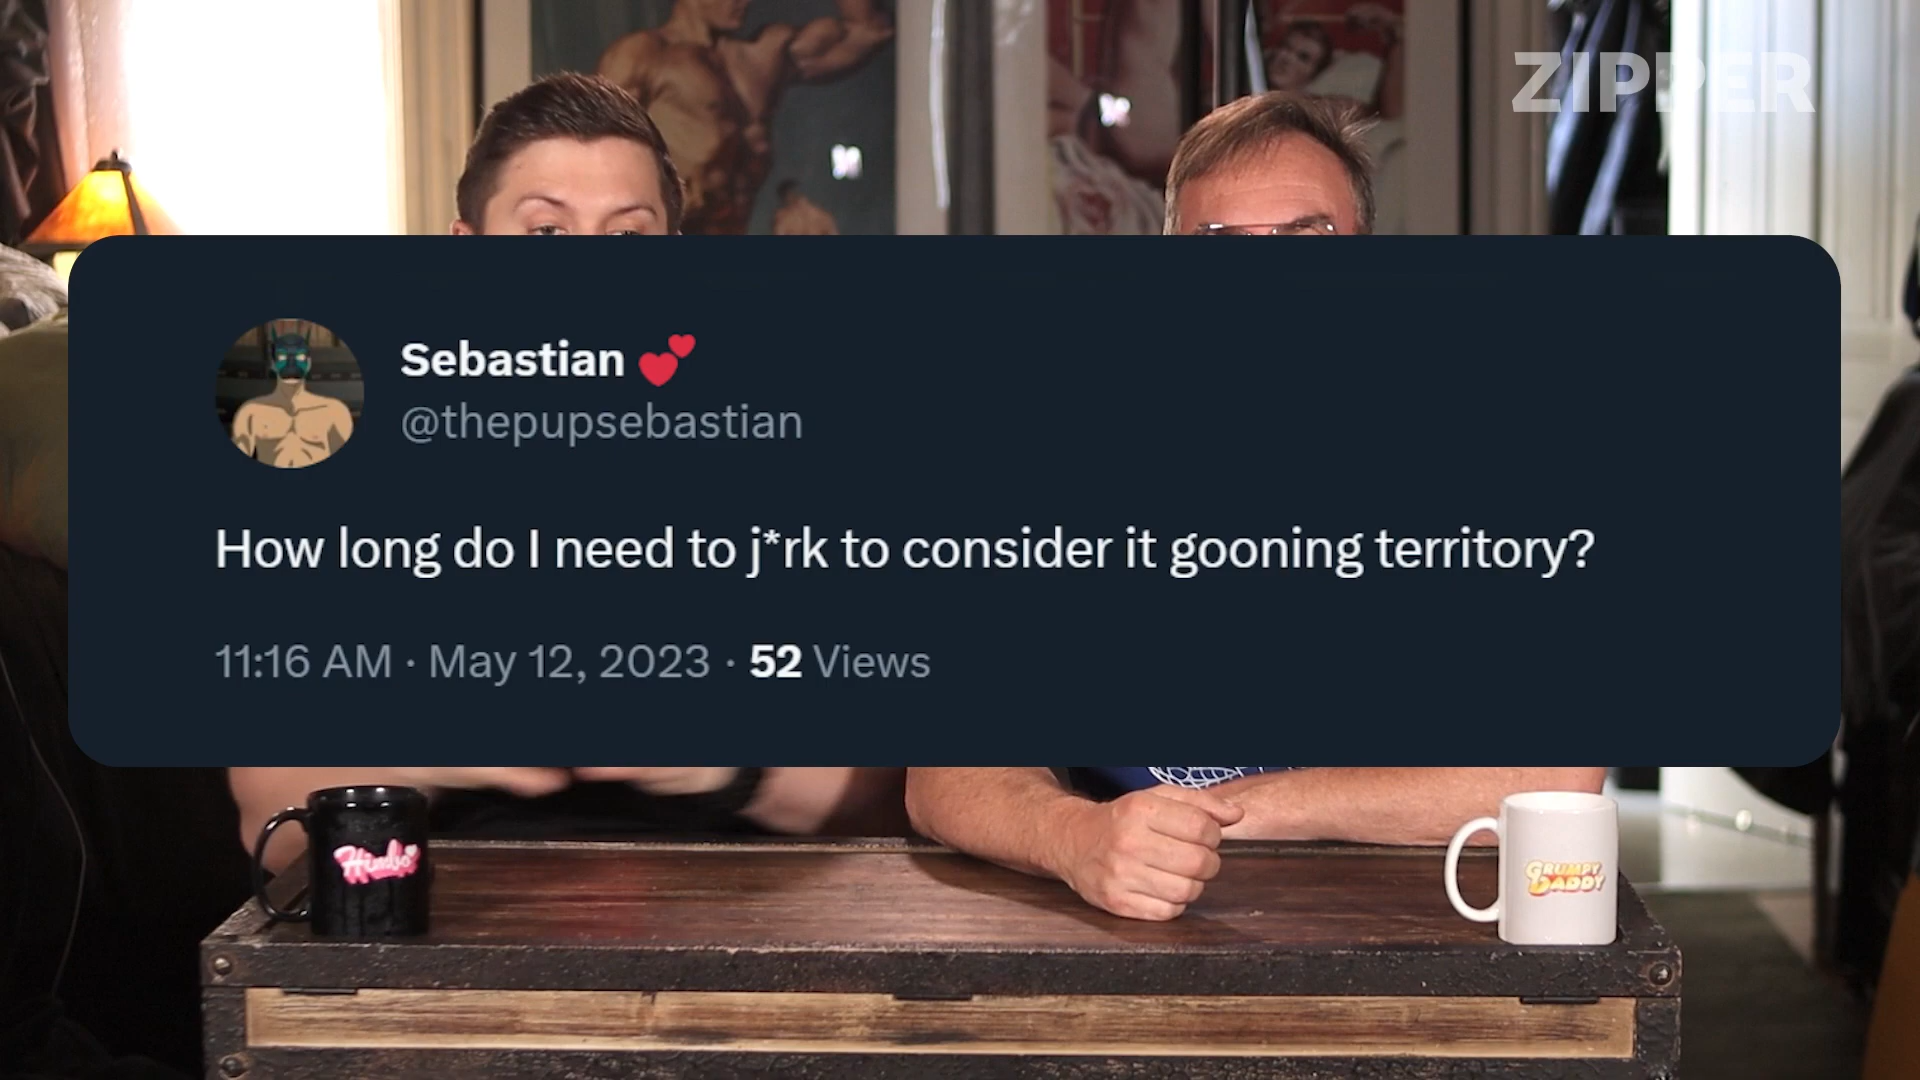 ZIPPER
Sebastian 💕
@thepupsebastian
How long do I need to j*rk to consider it gooning territory?
11:16 AM · May 12, 2023 · 52 Views
Himbo
GRUMPY
DADDY